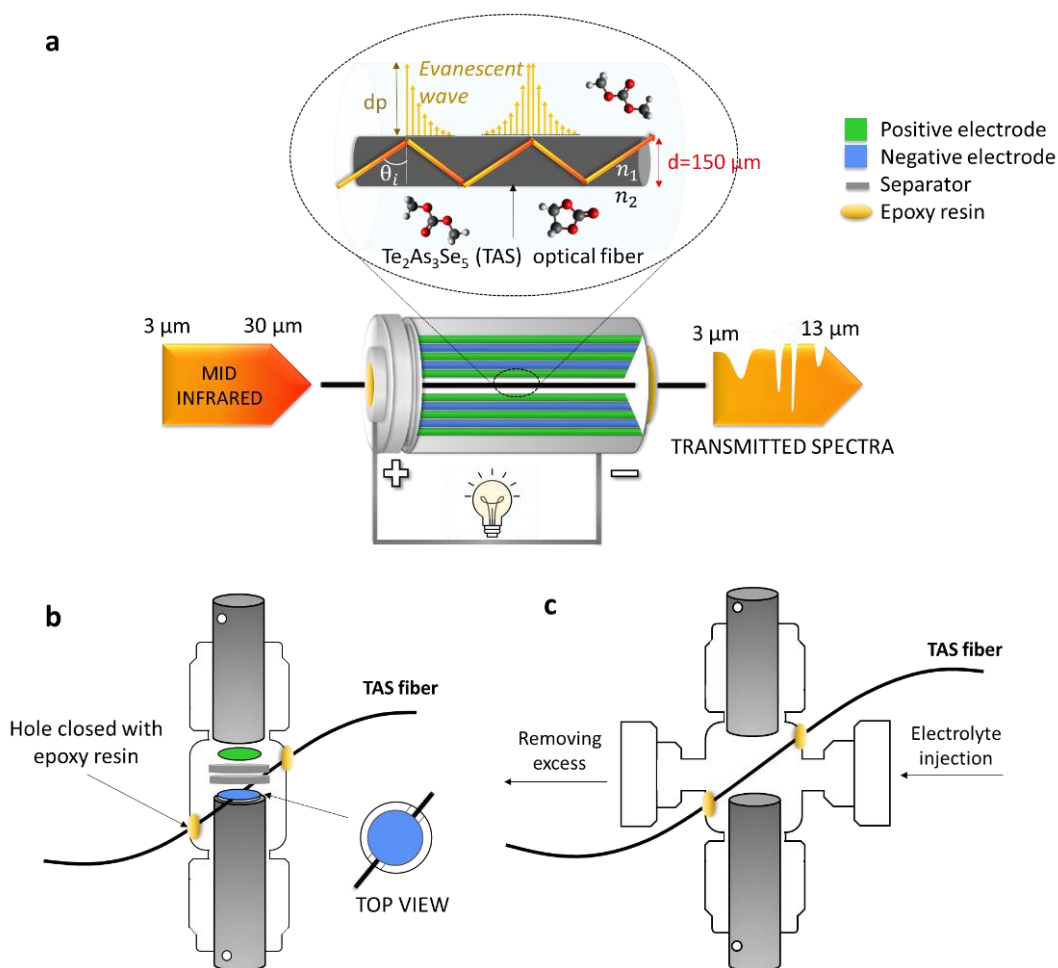 a
Evanescent
wave
dp
θᵢ
n₁
n₂
d=150 μm
Te₂As₃Se₅ (TAS) optical fiber
Positive electrode
Negative electrode
Separator
Epoxy resin
3 μm
30 μm
MID
INFRARED
3 μm
13 μm
TRANSMITTED SPECTRA
+
−
b
TAS fiber
Hole closed with
epoxy resin
TOP VIEW
c
TAS fiber
Removing
excess
Electrolyte
injection